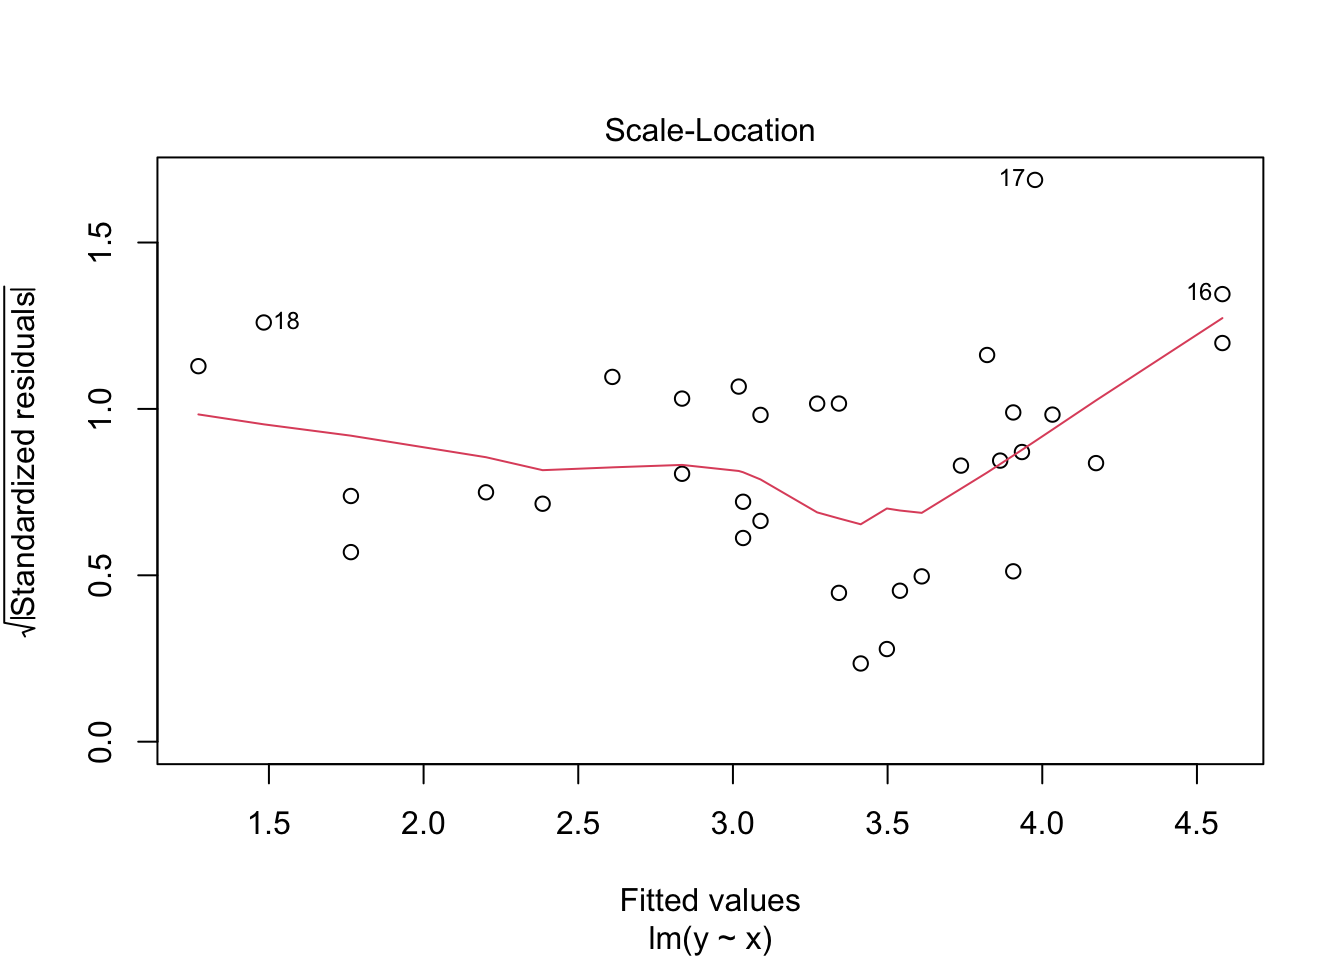 Scale-Location
√|Standardized residuals|
1.5
1.0
0.5
0.0
17
16
18
1.5 2.0 2.5 3.0 3.5 4.0 4.5
Fitted values
lm(y ~ x)